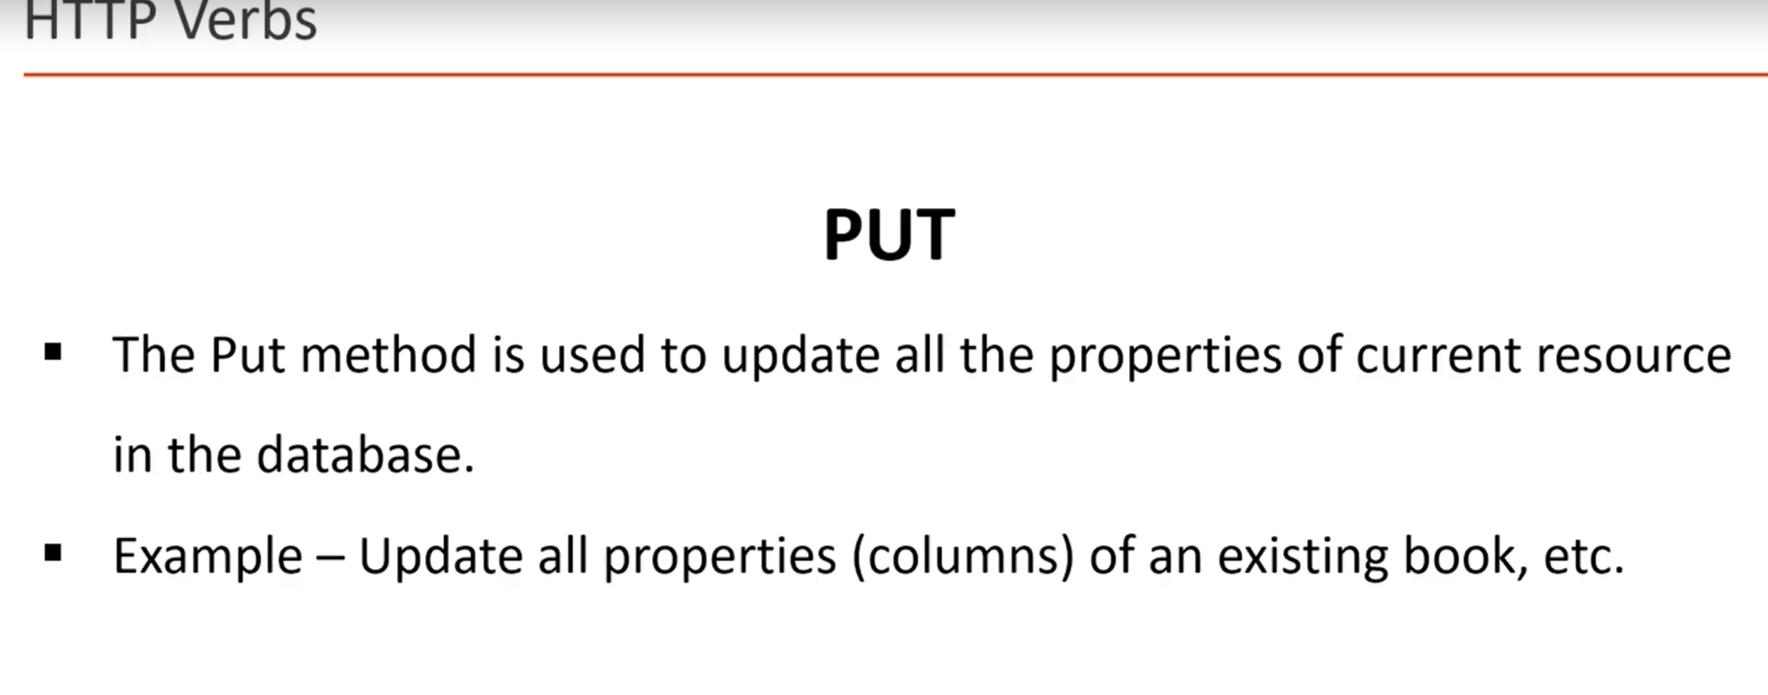 HTTP Verbs
PUT
▪ The Put method is used to update all the properties of current resource
in the database.
▪ Example – Update all properties (columns) of an existing book, etc.